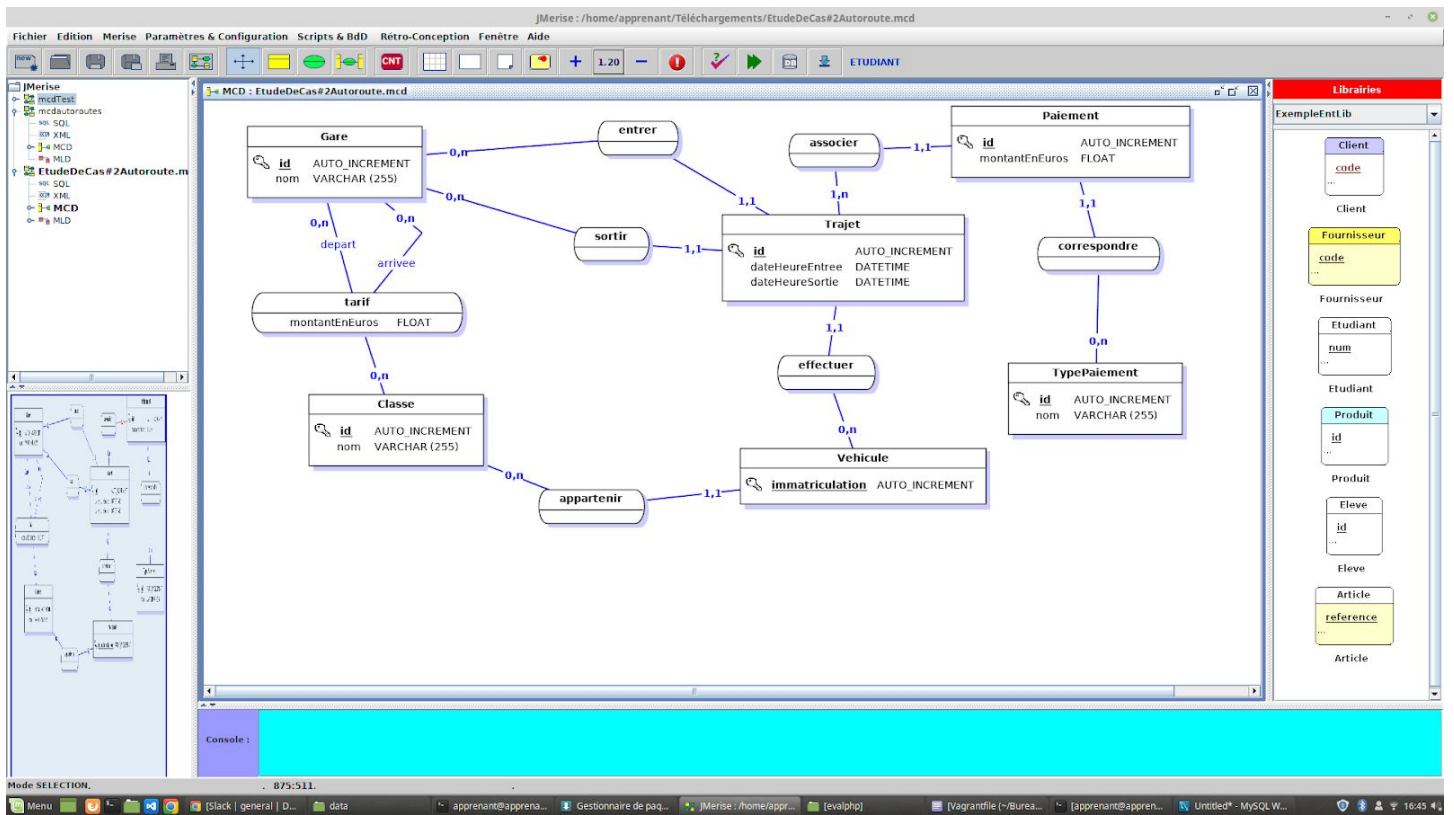 JMerise : /home/apprenant/Téléchargements/EtudeDeCas#2Autoroute.mcd
Fichier Edition Merise Paramètres & Configuration Scripts & BdD Rétro-Conception Fenêtre Aide
new CNT 1.20 ETUDIANT
JMerise
mcdTest
mcdautoroutes
SQL SQL
XML
MCD
MLD
EtudeDeCas#2Autoroute.m
SQL SQL
XML
MCD
MLD
MCD : EtudeDeCas#2Autoroute.mcd
Gare
id AUTO_INCREMENT
nom VARCHAR (255)
0,n
entrer
1,1
0,n
sortir
1,1
associer
1,1
1,n
Paiement
id AUTO_INCREMENT
montantEnEuros FLOAT
1,1
correspondre
0,n
Trajet
id AUTO_INCREMENT
dateHeureEntree DATETIME
dateHeureSortie DATETIME
0,n
depart
0,n
arrivee
tarif
montantEnEuros FLOAT
0,n
1,1
effectuer
0,n
TypePaiement
id AUTO_INCREMENT
nom VARCHAR (255)
Classe
id AUTO_INCREMENT
nom VARCHAR (255)
0,n
appartenir
1,1
Vehicule
immatriculation AUTO_INCREMENT
Librairies
ExempleEntLib
Client
code
...
Client
Fournisseur
code
...
Fournisseur
Etudiant
num
...
Etudiant
Produit
id
...
Produit
Eleve
id
...
Eleve
Article
reference
...
Article
Console :
Mode SELECTION. . 875:511. .
Menu [Slack | general | D... data apprenant@apprena... Gestionnaire de paq... JMerise : /home/appr... [evalphp] [Vagrantfile (~/Burea... [apprenant@appren... Untitled* - MySQL W... 16:45